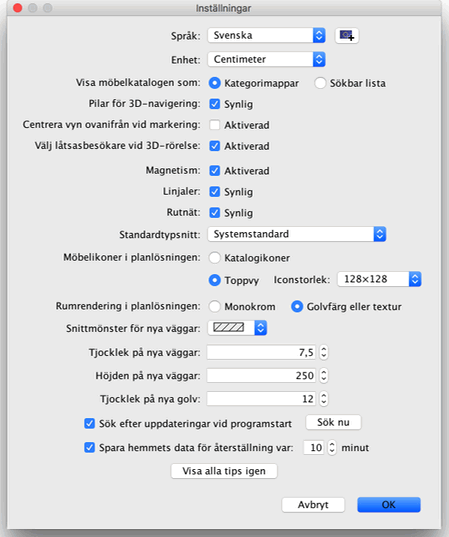 Inställningar
Språk: Svenska
Enhet: Centimeter
Visa möbelkatalogen som: Kategorimappar Sökbar lista
Pilar för 3D-navigering: Synlig
Centrera vyn ovanifrån vid markering: Aktiverad
Välj låtsasbesökare vid 3D-rörelse: Aktiverad
Magnetism: Aktiverad
Linjaler: Synlig
Rutnät: Synlig
Standardtypsnitt: Systemstandard
Möbelikoner i planlösningen: Katalogikoner
Toppvy Iconstorlek: 128×128
Rumrendering i planlösningen: Monokrom Golvfärg eller textur
Snittmönster för nya väggar:
Tjocklek på nya väggar: 7,5
Höjden på nya väggar: 250
Tjocklek på nya golv: 12
Sök efter uppdateringar vid programstart Sök nu
Spara hemmets data för återställning var: 10 minut
Visa alla tips igen
Avbryt OK